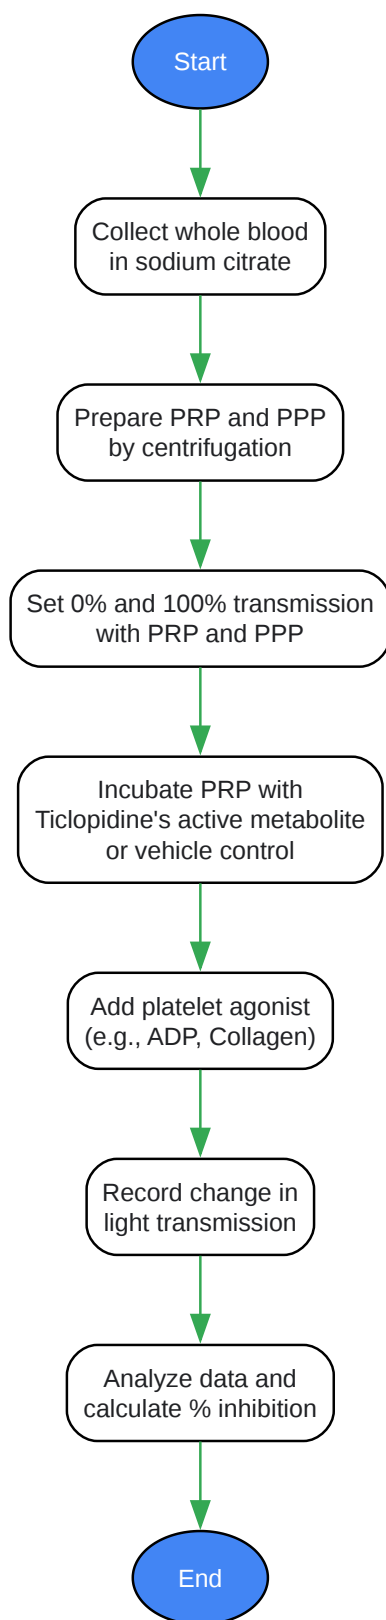 Start
Collect whole blood
in sodium citrate
Prepare PRP and PPP
by centrifugation
Set 0% and 100% transmission
with PRP and PPP
Incubate PRP with
Ticlopidine's active metabolite
or vehicle control
Add platelet agonist
(e.g., ADP, Collagen)
Record change in
light transmission
Analyze data and
calculate % inhibition
End